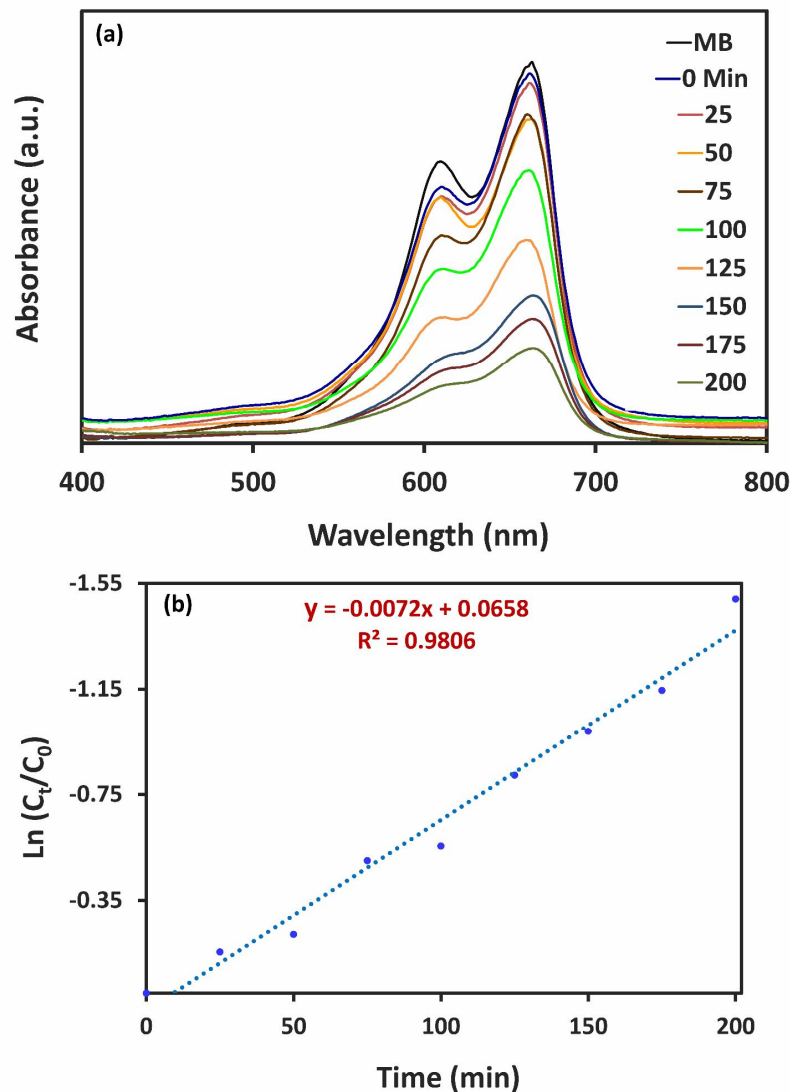 (a)
MB
0 Min
25
50
75
100
125
150
175
200
Absorbance (a.u.)
400 500 600 700 800
Wavelength (nm)
(b)
y = -0.0072x + 0.0658
R² = 0.9806
-1.55
-1.15
-0.75
-0.35
Ln (Cₜ/C₀)
0 50 100 150 200
Time (min)